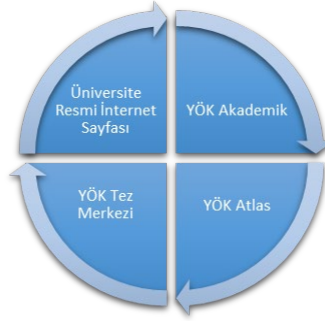 Üniversite
Resmi İnternet
Sayfası
YÖK Akademik
YÖK Tez
Merkezi
YÖK Atlas